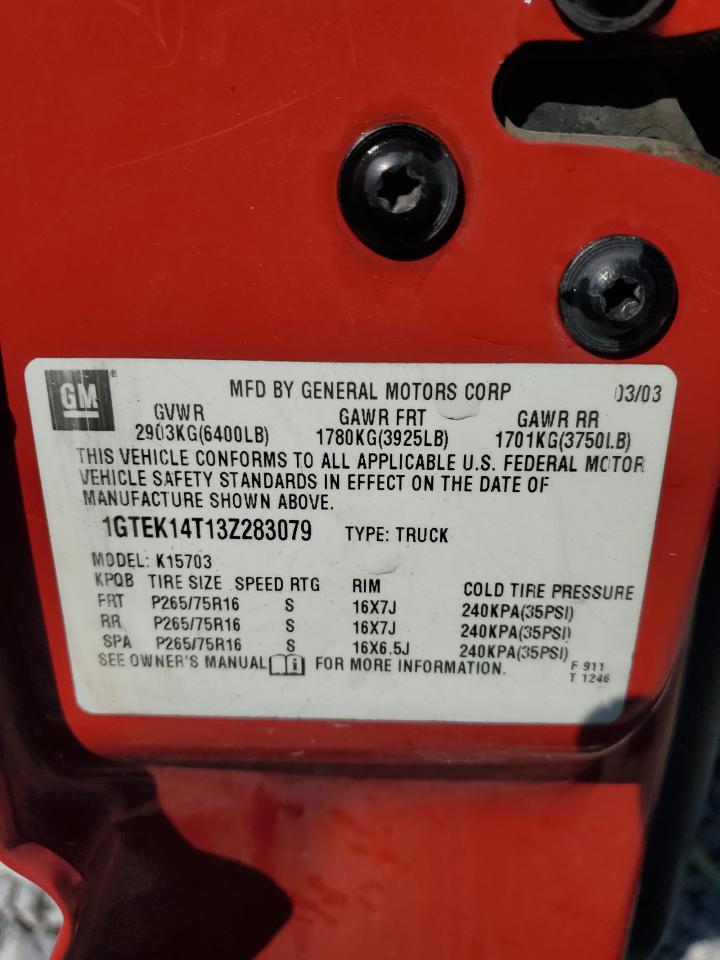 GM ®
MFD BY GENERAL MOTORS CORP 03/03
GVWR GAWR FRT GAWR RR
2903KG(6400LB) 1780KG(3925LB) 1701KG(3750LB)
THIS VEHICLE CONFORMS TO ALL APPLICABLE U.S. FEDERAL MOTOR
VEHICLE SAFETY STANDARDS IN EFFECT ON THE DATE OF
MANUFACTURE SHOWN ABOVE.
1GTEK14T13Z283079 TYPE: TRUCK
MODEL: K15703
KPQB TIRE SIZE SPEED RTG RIM COLD TIRE PRESSURE
FRT P265/75R16 S 16X7J 240KPA(35PSI)
RR P265/75R16 S 16X7J 240KPA(35PSI)
SPA P265/75R16 S 16X6.5J 240KPA(35PSI)
SEE OWNER'S MANUAL i FOR MORE INFORMATION. F 911
T 1246